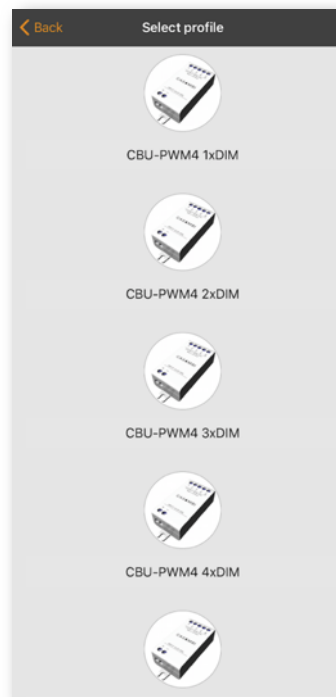 Back
Select profile
CBU-PWM4 1xDIM
CBU-PWM4 2xDIM
CBU-PWM4 3xDIM
CBU-PWM4 4xDIM